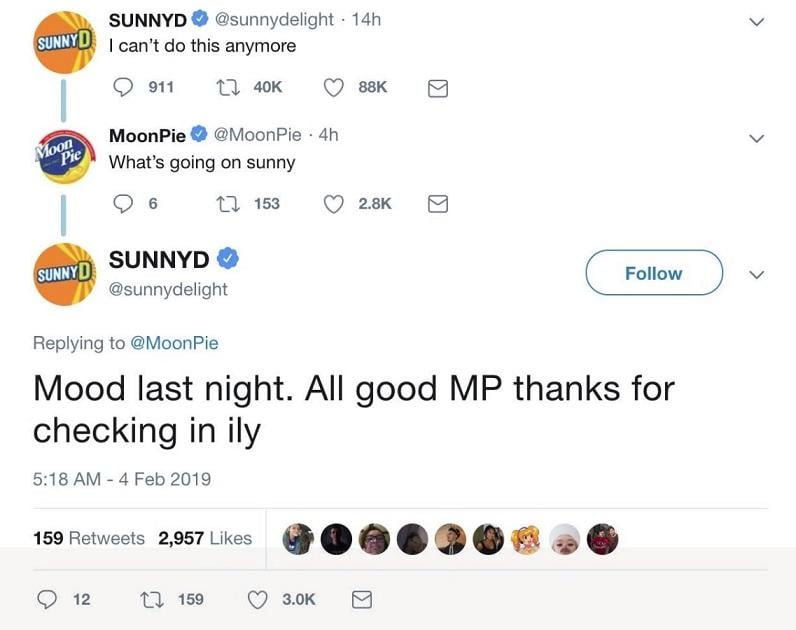 SUNNYD @sunnydelight · 14h
I can't do this anymore
911 40K 88K
MoonPie @MoonPie · 4h
What's going on sunny
6 153 2.8K
SUNNYD
@sunnydelight
Follow
Replying to @MoonPie
Mood last night. All good MP thanks for
checking in ily
5:18 AM - 4 Feb 2019
159 Retweets 2,957 Likes
12 159 3.0K
SUNNYD
Moon
Pie
SUNNYD